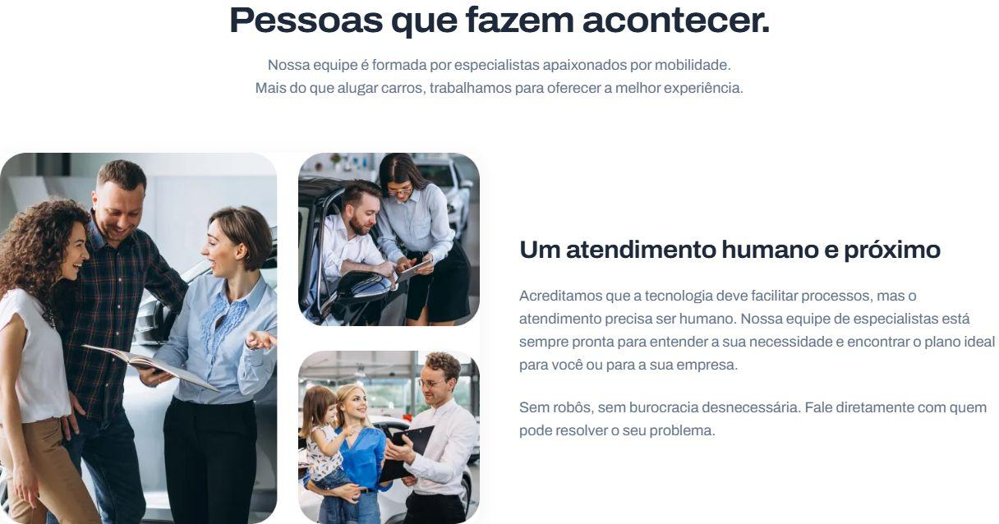 Pessoas que fazem acontecer.
Nossa equipe é formada por especialistas apaixonados por mobilidade.
Mais do que alugar carros, trabalhamos para oferecer a melhor experiência.
Um atendimento humano e próximo
Acreditamos que a tecnologia deve facilitar processos, mas o
atendimento precisa ser humano. Nossa equipe de especialistas está
sempre pronta para entender a sua necessidade e encontrar o plano ideal
para você ou para a sua empresa.
Sem robôs, sem burocracia desnecessária. Fale diretamente com quem
pode resolver o seu problema.